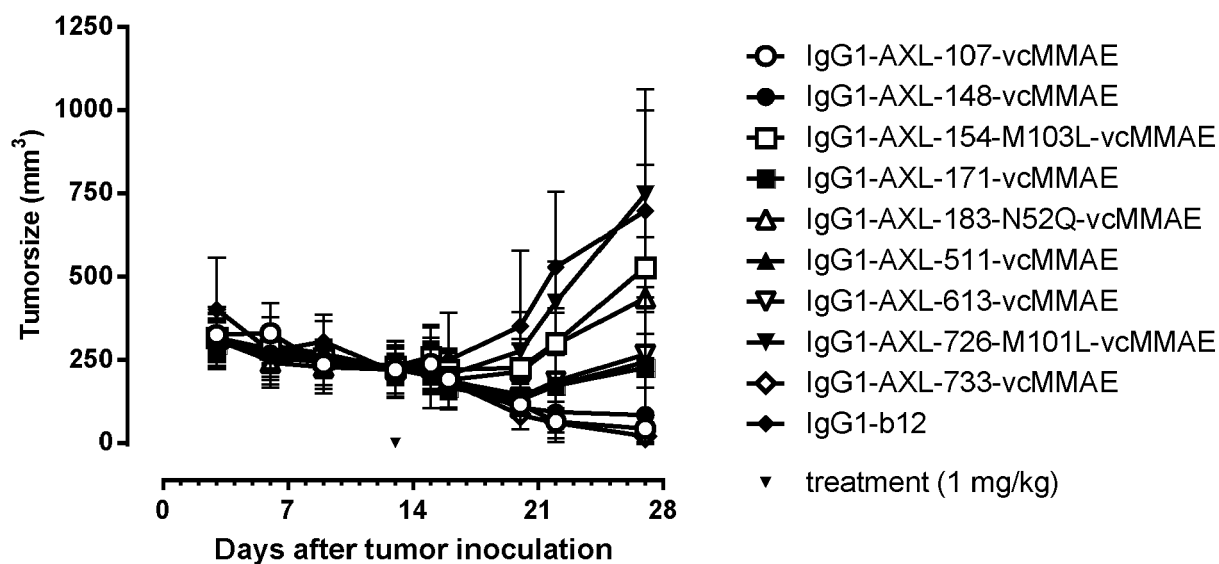 1250
1000
750
500
250
0
Tumorsize (mm³)
0 7 14 21 28
Days after tumor inoculation
IgG1-AXL-107-vcMMAE
IgG1-AXL-148-vcMMAE
IgG1-AXL-154-M103L-vcMMAE
IgG1-AXL-171-vcMMAE
IgG1-AXL-183-N52Q-vcMMAE
IgG1-AXL-511-vcMMAE
IgG1-AXL-613-vcMMAE
IgG1-AXL-726-M101L-vcMMAE
IgG1-AXL-733-vcMMAE
IgG1-b12
treatment (1 mg/kg)